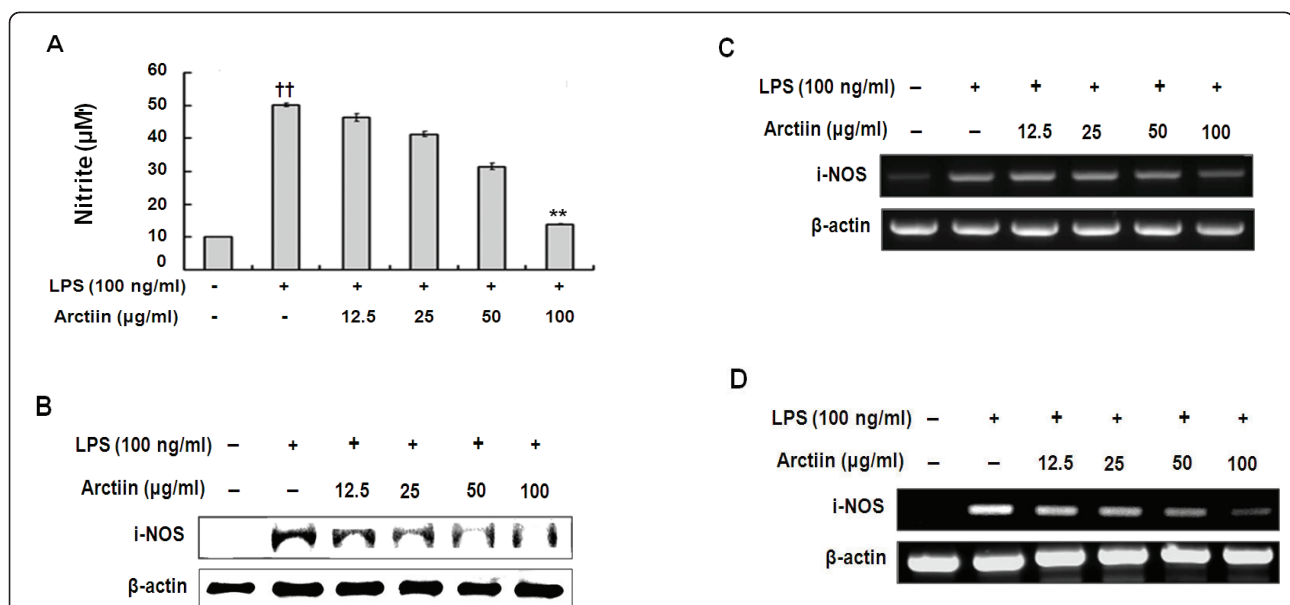 A
Nitrite (µM)
60
50
40
30
20
10
0
††
**
LPS (100 ng/ml) - + + + + +
Arctiin (µg/ml) - - 12.5 25 50 100
B
LPS (100 ng/ml) – + + + + +
Arctiin (µg/ml) – – 12.5 25 50 100
i-NOS
β-actin
C
LPS (100 ng/ml) – + + + + +
Arctiin (µg/ml) – – 12.5 25 50 100
i-NOS
β-actin
D
LPS (100 ng/ml) – + + + + +
Arctiin (µg/ml) – – 12.5 25 50 100
i-NOS
β-actin